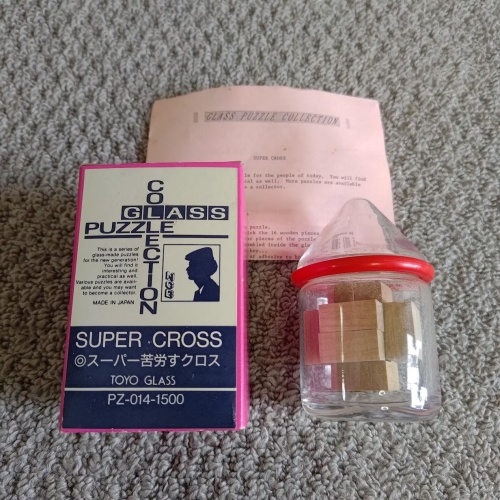 GLASS PUZZLE COLLECTION
SUPER CROSS
le for the people of today. You will find
al as well. More puzzles are available
a collector.
puzzle.
the 16 wooden pieces
pieces of the puzzle
inside the
of adhesive to
COLLECTION
GLASS
PUZZLE
This is a series of
glass-made puzzles
for the new generation!
You will find it
interesting and
practical as well.
Various puzzles are avail-
able and you may want
to become a collector.
MADE IN JAPAN
SUPER CROSS
◎スーパー苦労すクロス
TOYO GLASS
PZ-014-1500